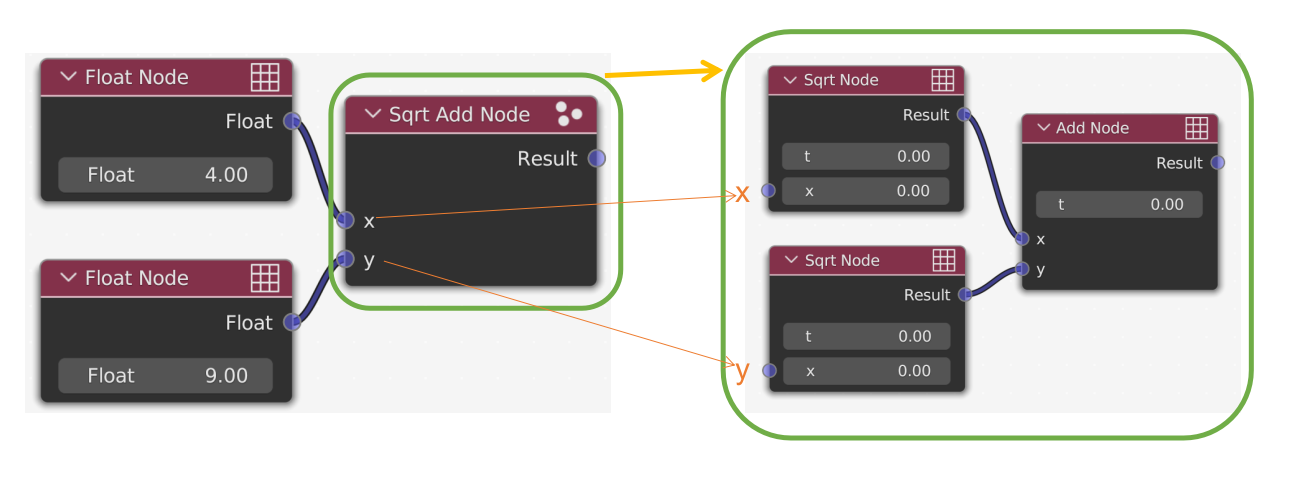 Float Node
Float
Float 4.00
Float Node
Float
Float 9.00
Sqrt Add Node
Result
x
y
x
y
Sqrt Node
Result
t 0.00
x 0.00
Sqrt Node
Result
t 0.00
x 0.00
Add Node
Result
t 0.00
x
y